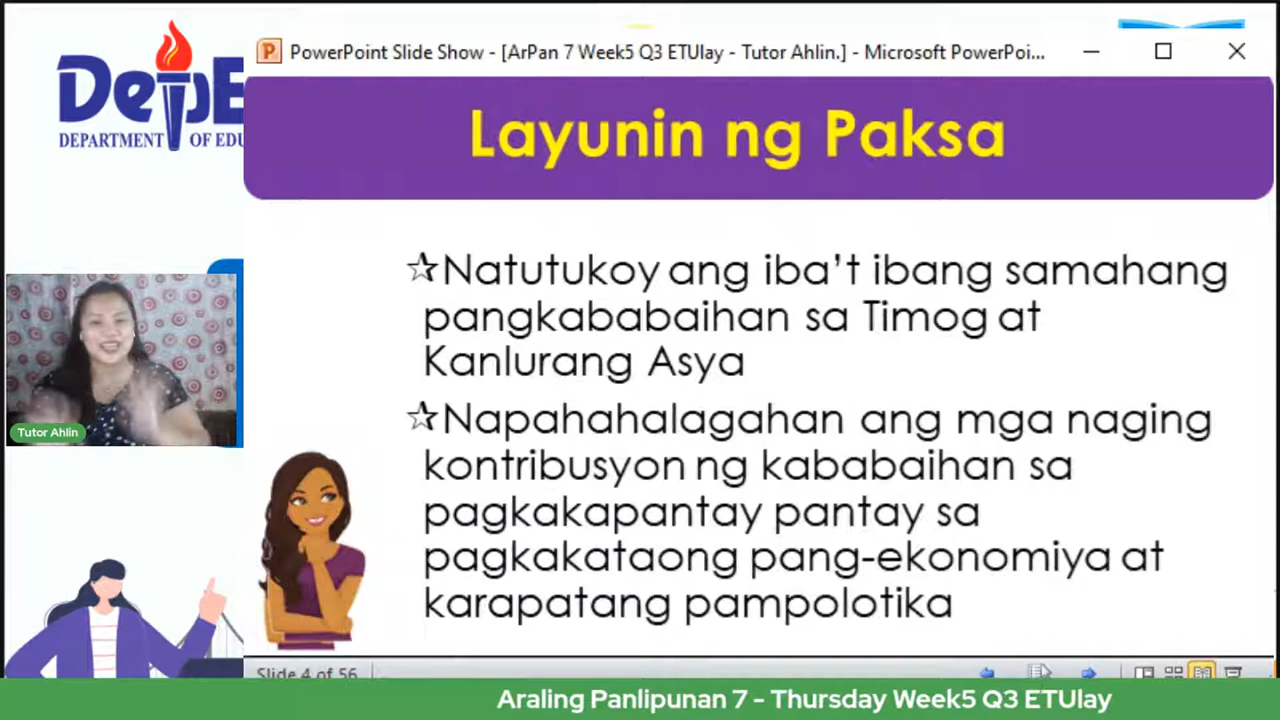 DepE
DEPARTMENT OF EDU
PowerPoint Slide Show - [ArPan 7 Week5 Q3 ETUlay - Tutor Ahlin.] - Microsoft PowerPoi...
Layunin ng Paksa
☆Natutukoy ang iba't ibang samahang
pangkababaihan sa Timog at
Kanlurang Asya
☆Napahahalagahan ang mga naging
kontribusyon ng kababaihan sa
pagkakapantay pantay sa
pagkakataong pang-ekonomiya at
karapatang pampolotika
Tutor Ahlin
Slide 4 of 56
Araling Panlipunan 7 - Thursday Week5 Q3 ETUlay